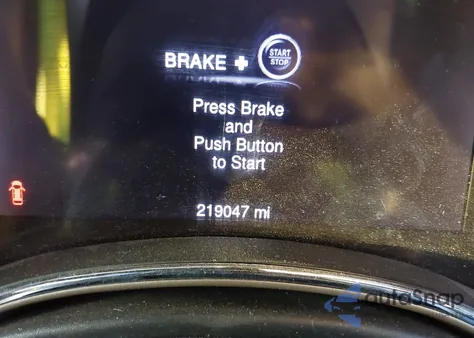 BRAKE + START
STOP
Press Brake
and
Push Button
to Start
219047 mi
autoSnap